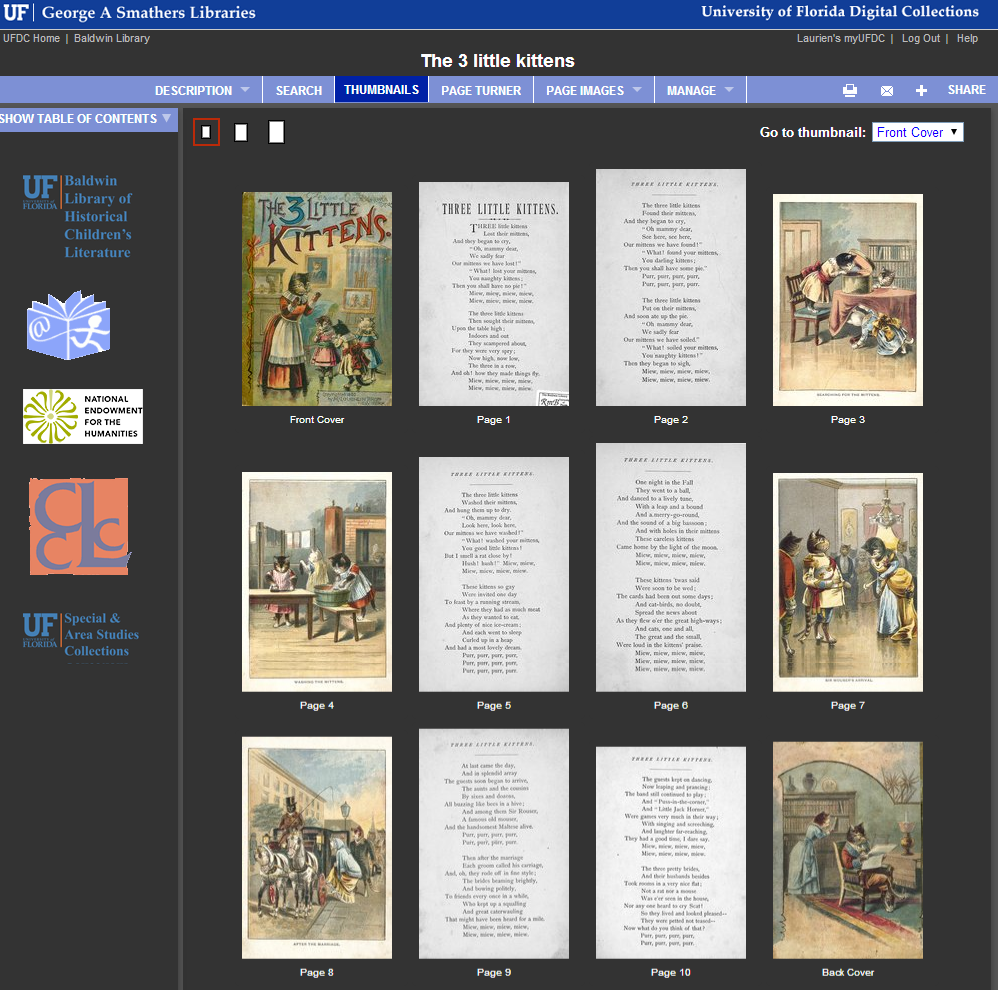 UF George A Smathers Libraries
University of Florida Digital Collections
UFDC Home | Baldwin Library
Laurien's myUFDC | Log Out | Help
The 3 little kittens
DESCRIPTION SEARCH THUMBNAILS PAGE TURNER PAGE IMAGES MANAGE SHARE
SHOW TABLE OF CONTENTS
Go to thumbnail: Front Cover
UF UNIVERSITY of FLORIDA
Baldwin
Library of
Historical
Children's
Literature
@
NATIONAL
ENDOWMENT
FOR THE
HUMANITIES
UF UNIVERSITY of FLORIDA
Special &
Area Studies
Collections
THE 3 LITTLE
KITTENS.
Front Cover
THREE LITTLE KITTENS.
THREE little kittens
Lost their mittens,
And they began to cry,
"Oh, mammy dear,
We sadly fear
Our mittens we have lost!"
"What! lost your mittens,
You naughty kittens;
Then you shall have no pie!"
Miew, miew, miew, miew,
Miew, miew, miew, miew.
The three little kittens
Then sought their mittens,
Upon the table high;
Indoors and out
They scampered about,
For they were very spry;
Now high, now low,
The three in a row,
And oh! how they made things fly.
Miew, miew, miew, miew,
Miew, miew, miew, miew.
Page 1
THREE LITTLE KITTENS.
The three little kittens
Found their mittens,
And they began to cry,
"Oh mammy dear,
See here, see here,
Our mittens we have found!"
"What! found your mittens,
You darling kittens;
Then you shall have some pie."
Purr, purr, purr, purr,
Purr, purr, purr, purr.
The three little kittens
Put on their mittens,
And soon ate up the pie.
"Oh mammy dear,
We sadly fear
Our mittens we have soiled."
"What! soiled your mittens,
You naughty kittens!"
Then they began to sigh,
Miew, miew, miew, miew,
Miew, miew, miew, miew.
Page 2
SEARCHING FOR THE MITTENS.
Page 3
WASHING THE MITTENS.
Page 4
THREE LITTLE KITTENS.
The three little kittens
Washed their mittens,
And hung them up to dry.
"Oh, mammy dear,
Look here, look here,
Our mittens we have washed!"
"What! washed your mittens,
You good little kittens!
But I smell a rat close by!
Hush! hush!" Miew, miew,
Miew, miew, miew, miew.
These kittens so gay
Were invited one day
To feast by a running stream,
Where they had as much meat
As they wanted to eat,
And plenty of nice ice-cream;
And each went to sleep
Curled up in a heap
And had a most lovely dream.
Purr, purr, purr, purr,
Purr, purr, purr, purr,
Purr, purr, purr, purr.
Page 5
THREE LITTLE KITTENS.
One night in the Fall
They went to a ball,
And danced to a lively tune,
With a leap and a bound
And a merry-go-round,
And the sound of a big bassoon;
And with holes in their mittens
These careless kittens
Came home by the light of the moon.
Miew, miew, miew, miew,
Miew, miew, miew, miew.
These kittens 'twas said
Were soon to be wed;
The cards had been out some days;
And cat-birds, no doubt,
Spread the news about
As they flew o'er the great high-ways;
And cats, one and all,
The great and the small,
Were loud in the kittens' praise.
Miew, miew, miew, miew,
Miew, miew, miew, miew,
Miew, miew, miew, miew.
Page 6
SIR MOUSER'S ARRIVAL.
Page 7
AFTER THE MARRIAGE.
Page 8
THREE LITTLE KITTENS.
At last came the day,
And in splendid array
The guests soon began to arrive,
The aunts and the cousins
By sixes and dozens,
All buzzing like bees in a hive;
And among them Sir Rouser,
A famous old mouser,
And the handsomest Maltese alive.
Purr, purr, purr, purr,
Purr, purr, purr, purr.
Then after the marriage
Each groom called his carriage,
And, oh, they rode off in fine style;
The brides beaming brightly,
And bowing politely,
To friends every once in a while,
Who kept up a squalling
And great caterwauling
That might have been heard for a mile.
Miew, miew, miew, miew,
Miew, miew, miew, miew.
Page 9
THREE LITTLE KITTENS.
The guests kept on dancing,
Now leaping and prancing;
The band still continued to play;
And "Puss-in-the-corner,"
And "Little Jack Horner,"
Were games very much in their way;
With singing and screeching,
And laughter far-reaching,
They had a good time, I dare say.
Miew, miew, miew, miew,
Miew, miew, miew, miew.
The three pretty brides,
And their husbands besides
Took rooms in a very nice flat;
Not a rat nor a mouse
Was e'er seen in the house,
Nor any one heard to cry Scat!
So they lived and looked pleased—
They were petted not teased—
Now what do you think of that?
Purr, purr, purr, purr,
Purr, purr, purr, purr.
Page 10
Back Cover